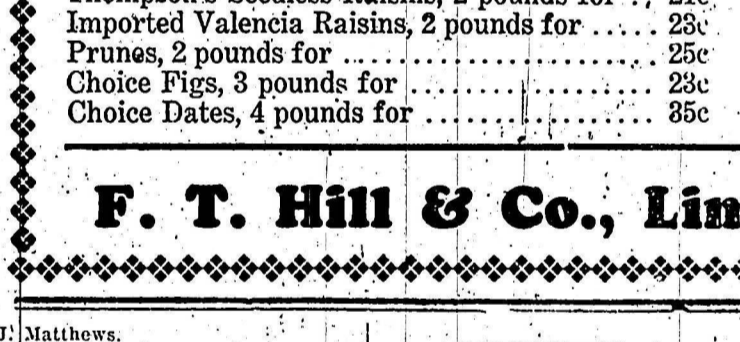 Imported Valencia Raisins, 2 pounds for ..... 23c
Prunes, 2 pounds for ..................... 25c
Choice Figs, 3 pounds for ................ 23c
Choice Dates, 4 pounds for ............... 35c
F. T. Hill & Co.,
J. Matthews.